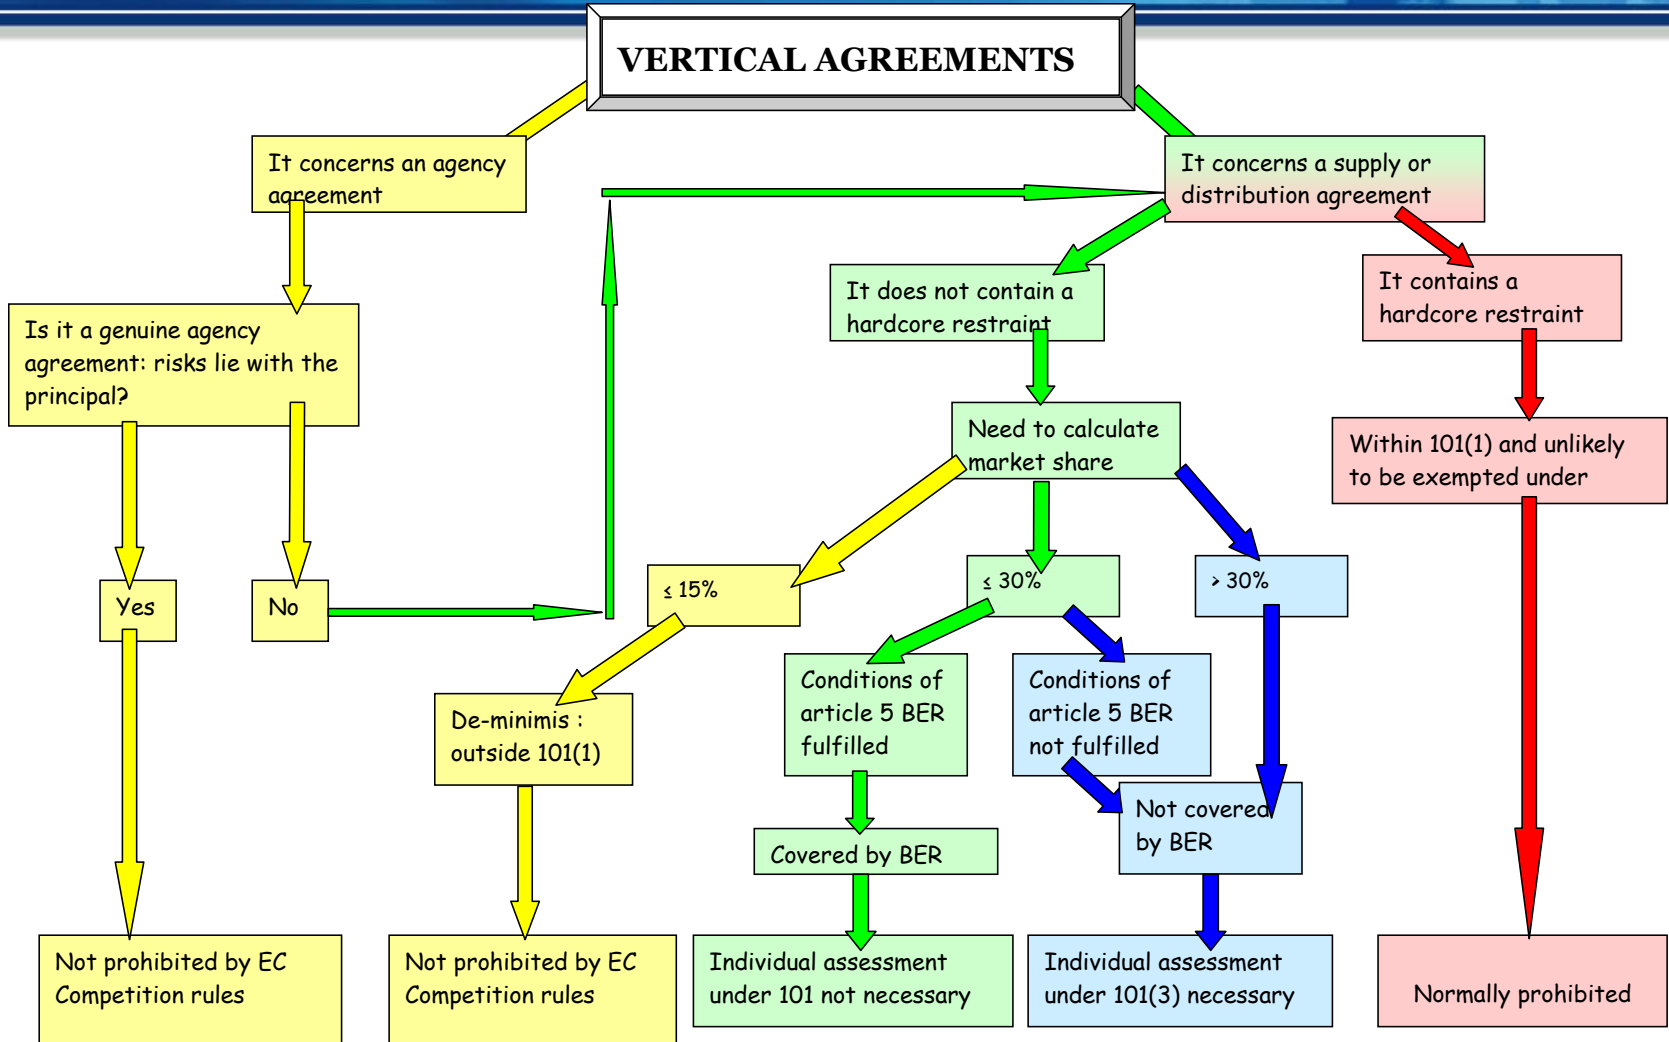 VERTICAL AGREEMENTS
It concerns an agency
agreement
It concerns a supply or
distribution agreement
It does not contain a
hardcore restraint
It contains a
hardcore restraint
Is it a genuine agency
agreement: risks lie with the
principal?
Need to calculate
market share
Within 101(1) and unlikely
to be exempted under
Yes
No
≤ 15%
≤ 30%
> 30%
De-minimis :
outside 101(1)
Conditions of
article 5 BER
fulfilled
Conditions of
article 5 BER
not fulfilled
Covered by BER
Not covered
by BER
Not prohibited by EC
Competition rules
Not prohibited by EC
Competition rules
Individual assessment
under 101 not necessary
Individual assessment
under 101(3) necessary
Normally prohibited